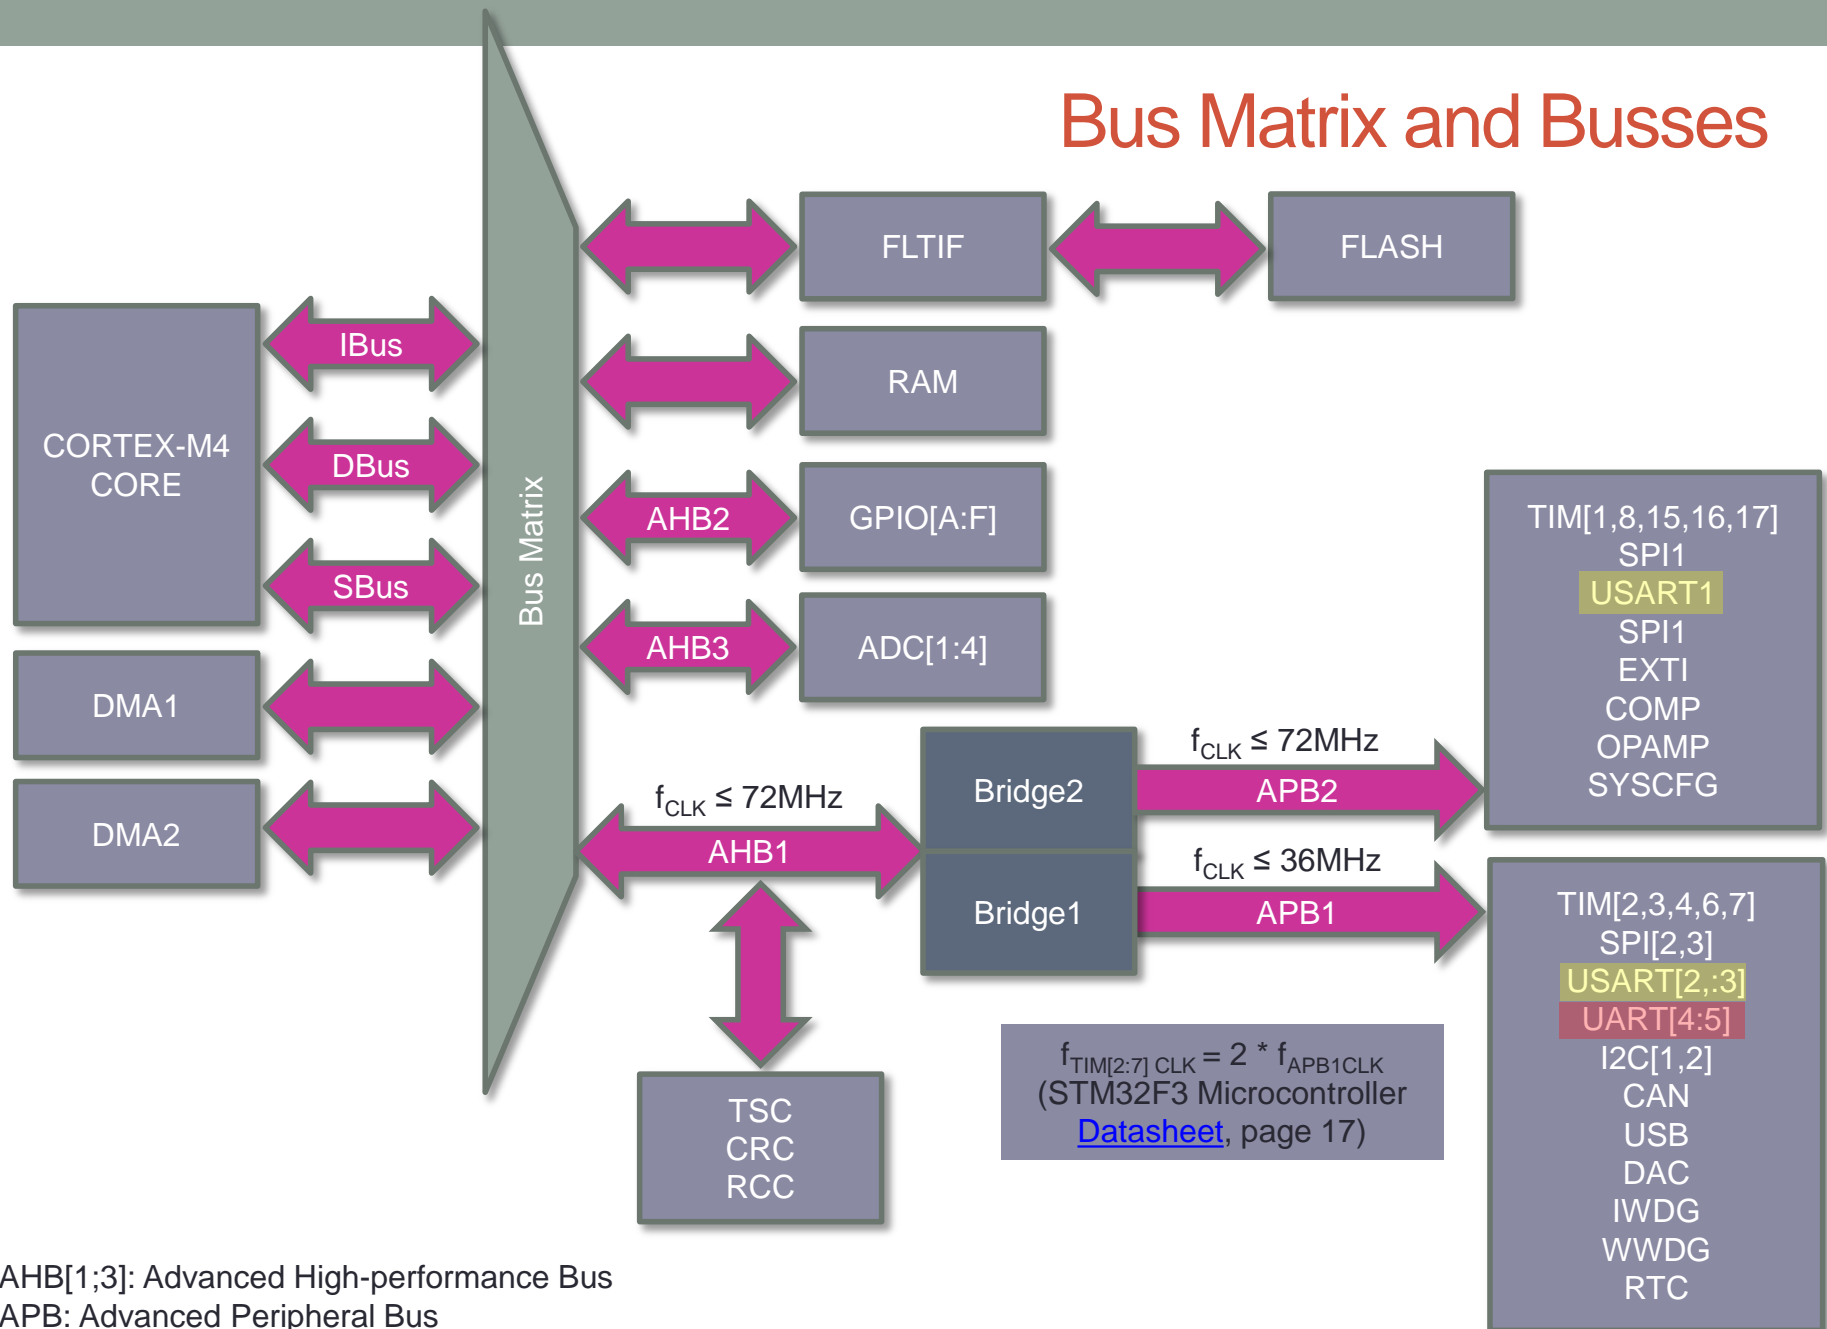 Bus Matrix and Busses
FLTIF
FLASH
IBus
RAM
CORTEX-M4
CORE
DBus
Bus Matrix
AHB2
GPIO[A:F]
SBus
AHB3
ADC[1:4]
DMA1
DMA2
fCLK ≤ 72MHz
AHB1
Bridge2
Bridge1
fCLK ≤ 72MHz
APB2
fCLK ≤ 36MHz
APB1
TIM[1,8,15,16,17]
SPI1
USART1
SPI1
EXTI
COMP
OPAMP
SYSCFG
TIM[2,3,4,6,7]
SPI[2,3]
USART[2,:3]
UART[4:5]
I2C[1,2]
CAN
USB
DAC
IWDG
WWDG
RTC
TSC
CRC
RCC
fTIM[2:7] CLK = 2 * fAPB1CLK
(STM32F3 Microcontroller
Datasheet, page 17)
AHB[1;3]: Advanced High-performance Bus
APB: Advanced Peripheral Bus